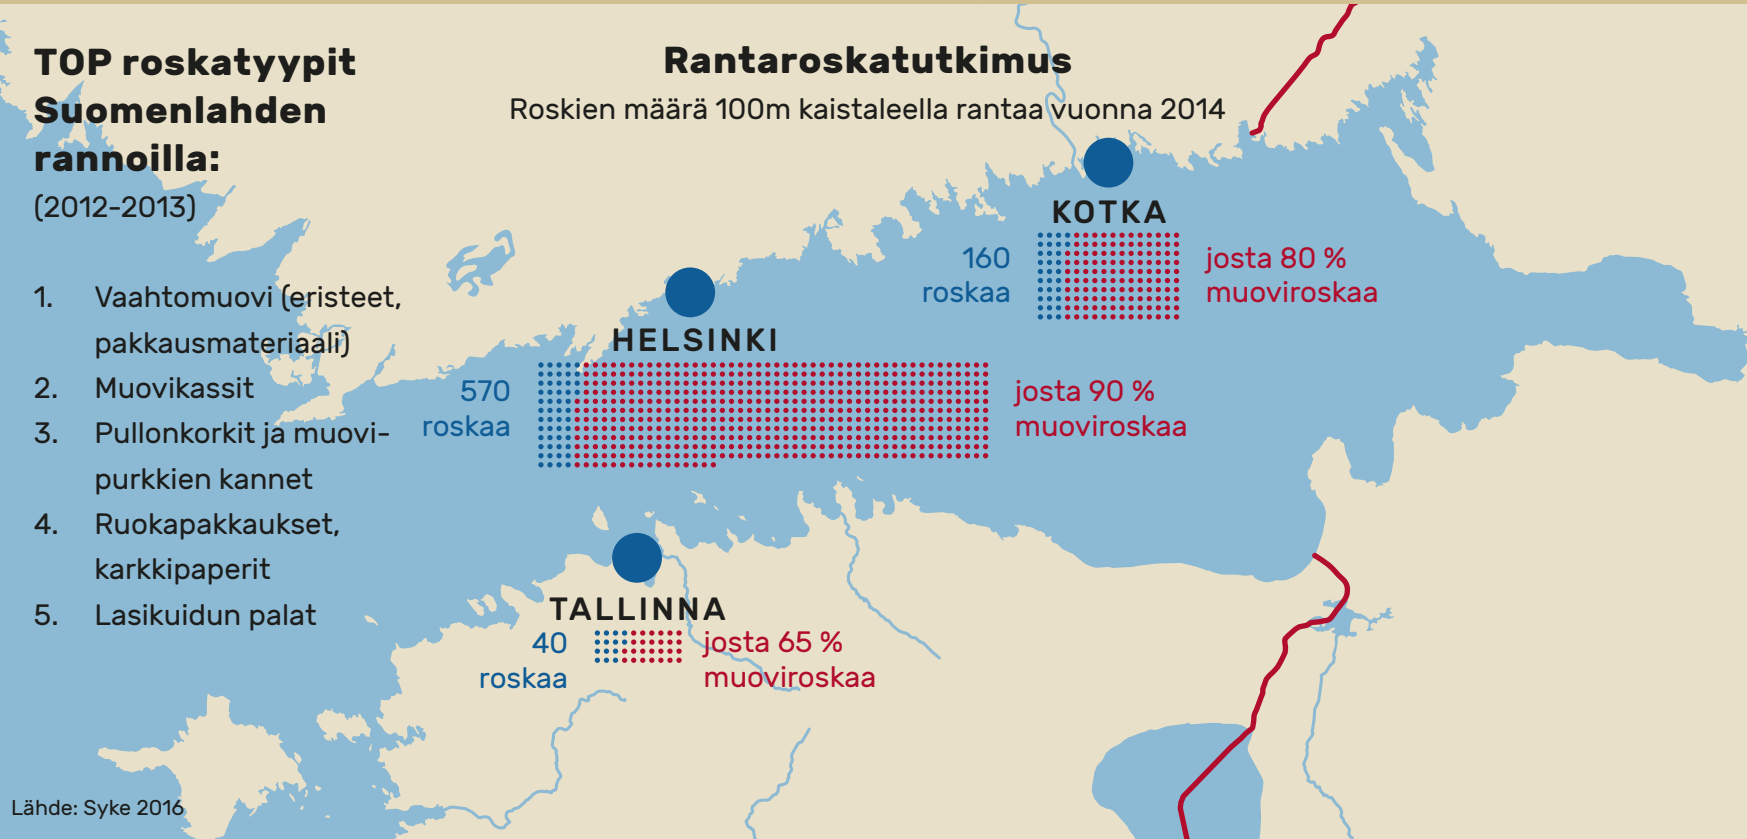 TOP roskatyypit
Suomenlahden
rannoilla:
(2012-2013)
1. Vaahtomuovi (eristeet,
pakkausmateriaali)
2. Muovikassit
3. Pullonkorkit ja muovi-
purkkien kannet
4. Ruokapakkaukset,
karkkipaperit
5. Lasikuidun palat
Rantaroskatutkimus
Roskien määrä 100m kaistaleella rantaa vuonna 2014
KOTKA
160
roskaa
josta 80 %
muoviroskaa
HELSINKI
570
roskaa
josta 90 %
muoviroskaa
TALLINNA
40
roskaa
josta 65 %
muoviroskaa
Lähde: Syke 2016